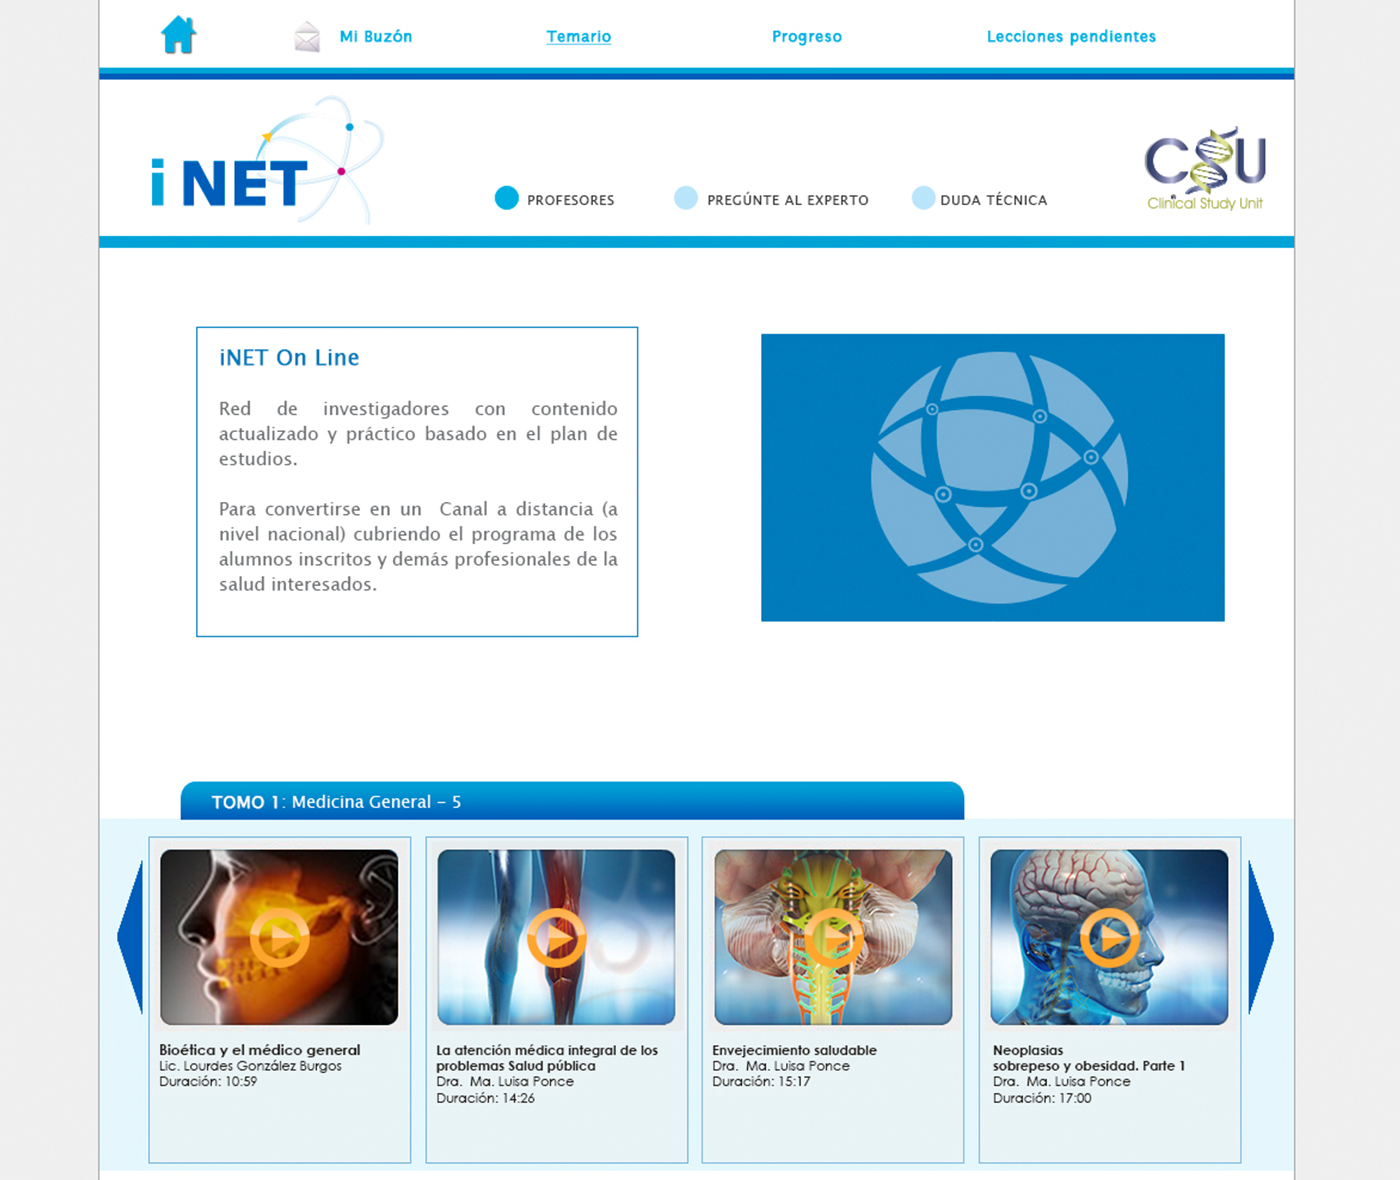 Mi Buzón
Temario
Progreso
Lecciones pendientes
i NET
PROFESORES
PREGÚNTE AL EXPERTO
DUDA TÉCNICA
CSU
Clinical Study Unit
iNET On Line
Red de investigadores con contenido
actualizado y práctico basado en el plan de
estudios.
Para convertirse en un Canal a distancia (a
nivel nacional) cubriendo el programa de los
alumnos inscritos y demás profesionales de la
salud interesados.
TOMO 1: Medicina General - 5
Bioética y el médico general
Lic. Lourdes González Burgos
Duración: 10:59
La atención médica integral de los
problemas Salud pública
Dra. Ma. Luisa Ponce
Duración: 14:26
Envejecimiento saludable
Dra. Ma. Luisa Ponce
Duración: 15:17
Neoplasias
sobrepeso y obesidad. Parte 1
Dra. Ma. Luisa Ponce
Duración: 17:00